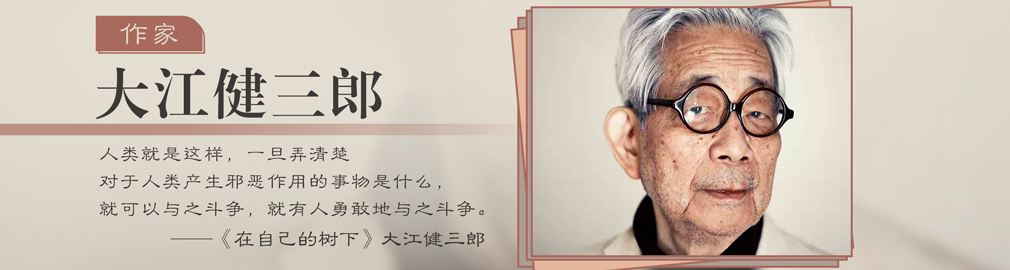 作家
大江健三郎
人类就是这样，一旦弄清楚
对于人类产生邪恶作用的事物是什么，
就可以与之斗争，就有人勇敢地与之斗争。
——《在自己的树下》大江健三郎